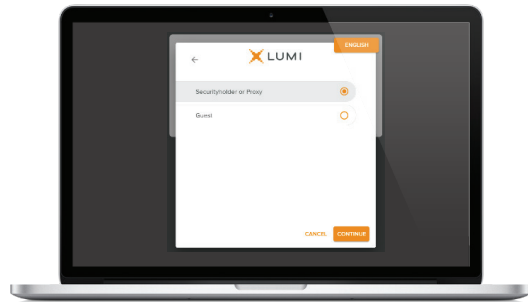 ENGLISH
LUMI
Securityholder or Proxy
Guest
CANCEL CONTINUE